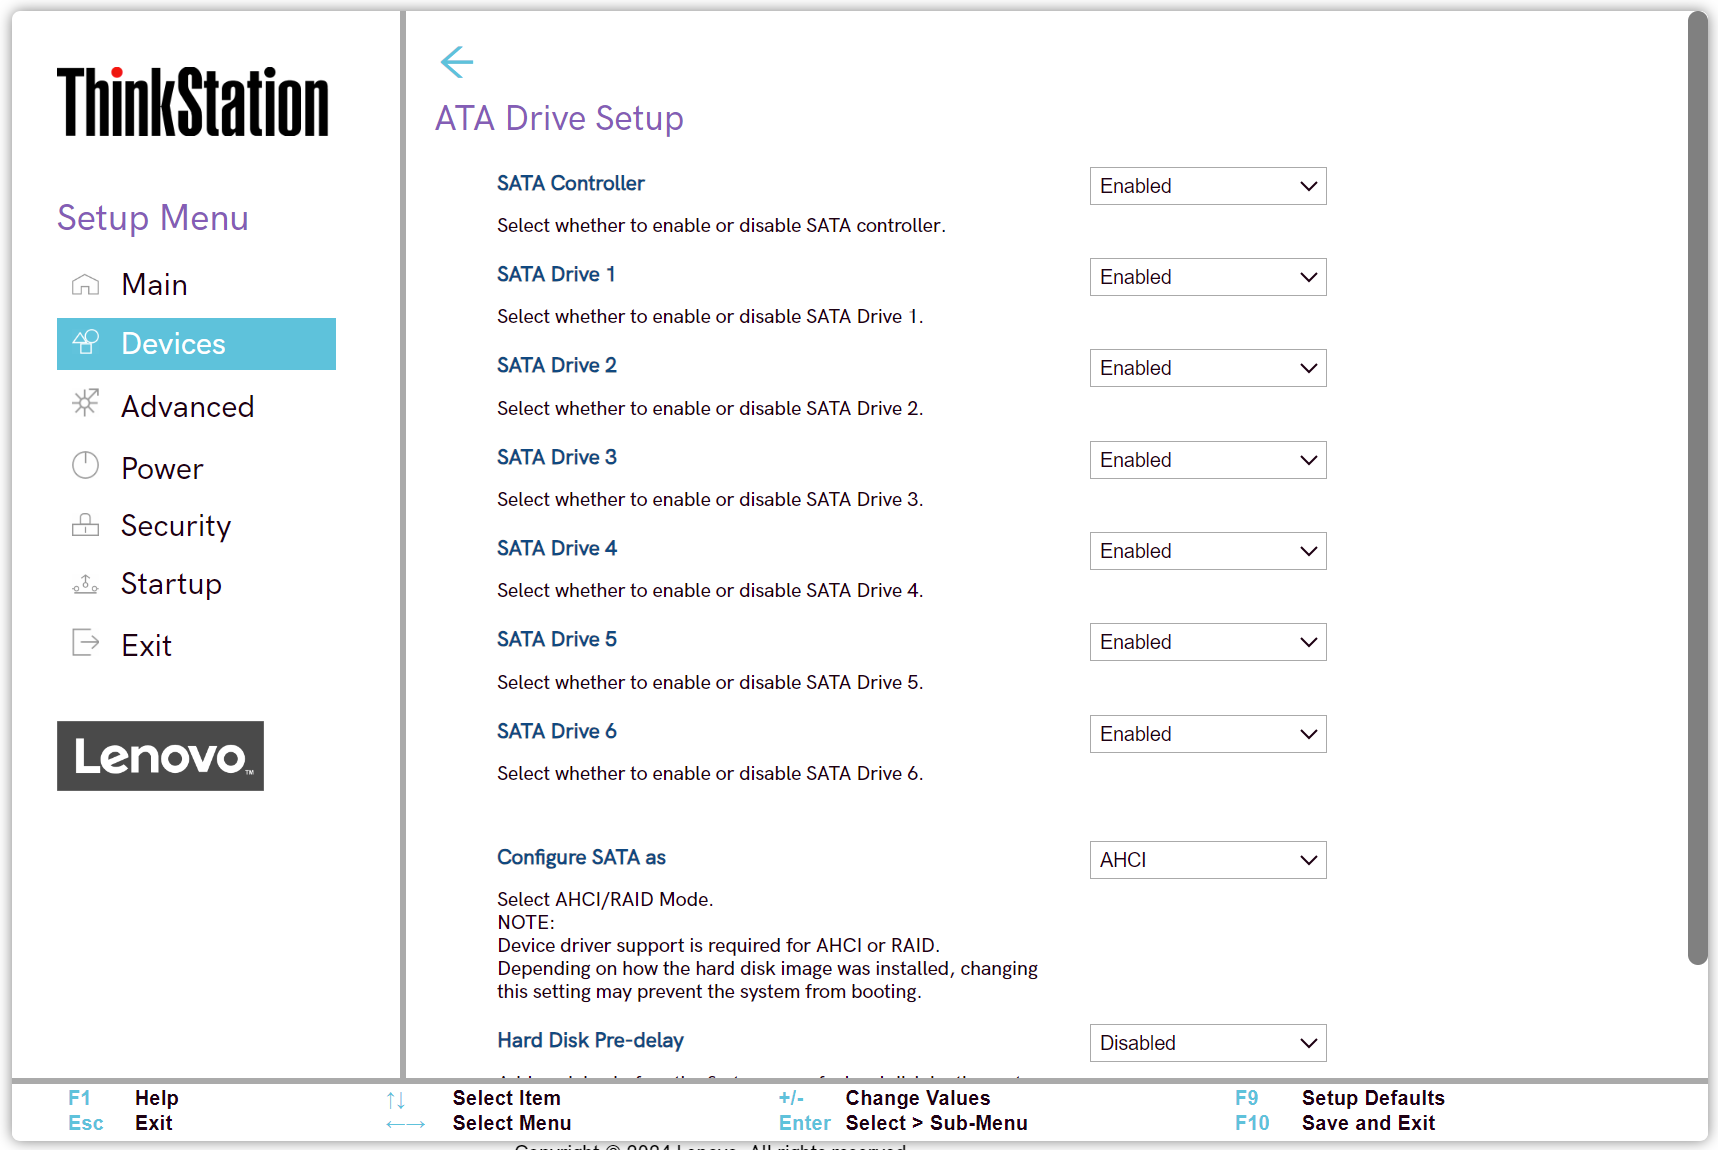 ThinkStation
Setup Menu
Main
Devices
Advanced
Power
Security
Startup
Exit
Lenovo™
ATA Drive Setup
SATA Controller
Enabled
Select whether to enable or disable SATA controller.
SATA Drive 1
Enabled
Select whether to enable or disable SATA Drive 1.
SATA Drive 2
Enabled
Select whether to enable or disable SATA Drive 2.
SATA Drive 3
Enabled
Select whether to enable or disable SATA Drive 3.
SATA Drive 4
Enabled
Select whether to enable or disable SATA Drive 4.
SATA Drive 5
Enabled
Select whether to enable or disable SATA Drive 5.
SATA Drive 6
Enabled
Select whether to enable or disable SATA Drive 6.
Configure SATA as
AHCI
Select AHCI/RAID Mode.
NOTE:
Device driver support is required for AHCI or RAID.
Depending on how the hard disk image was installed, changing
this setting may prevent the system from booting.
Hard Disk Pre-delay
Disabled
F1 Help ↑↓ Select Item +/- Change Values F9 Setup Defaults
Esc Exit ←→ Select Menu Enter Select > Sub-Menu F10 Save and Exit
Copyright © 2024 Lenovo. All rights reserved.